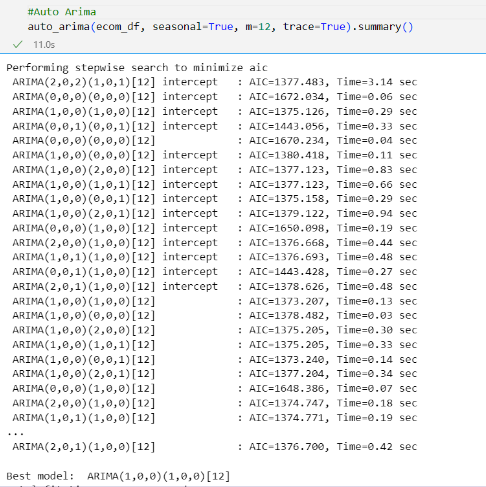 #Auto Arima
auto_arima(ecom_df, seasonal=True, m=12, trace=True).summary()
11.0s
Performing stepwise search to minimize aic
ARIMA(2,0,2)(1,0,1)[12] intercept   : AIC=1377.483, Time=3.14 sec
ARIMA(0,0,0)(0,0,0)[12] intercept   : AIC=1672.034, Time=0.06 sec
ARIMA(1,0,0)(1,0,0)[12] intercept   : AIC=1375.126, Time=0.29 sec
ARIMA(0,0,1)(0,0,1)[12] intercept   : AIC=1443.056, Time=0.33 sec
ARIMA(0,0,0)(0,0,0)[12]             : AIC=1670.234, Time=0.04 sec
ARIMA(1,0,0)(0,0,0)[12] intercept   : AIC=1380.418, Time=0.11 sec
ARIMA(1,0,0)(2,0,0)[12] intercept   : AIC=1377.123, Time=0.83 sec
ARIMA(1,0,0)(1,0,1)[12] intercept   : AIC=1377.123, Time=0.66 sec
ARIMA(1,0,0)(0,0,1)[12] intercept   : AIC=1375.158, Time=0.29 sec
ARIMA(1,0,0)(2,0,1)[12] intercept   : AIC=1379.122, Time=0.94 sec
ARIMA(0,0,0)(1,0,0)[12] intercept   : AIC=1650.098, Time=0.19 sec
ARIMA(2,0,0)(1,0,0)[12] intercept   : AIC=1376.668, Time=0.44 sec
ARIMA(1,0,1)(1,0,0)[12] intercept   : AIC=1376.693, Time=0.48 sec
ARIMA(0,0,1)(1,0,0)[12] intercept   : AIC=1443.428, Time=0.27 sec
ARIMA(2,0,1)(1,0,0)[12] intercept   : AIC=1378.626, Time=0.48 sec
ARIMA(1,0,0)(1,0,0)[12]             : AIC=1373.207, Time=0.13 sec
ARIMA(1,0,0)(0,0,0)[12]             : AIC=1378.482, Time=0.03 sec
ARIMA(1,0,0)(2,0,0)[12]             : AIC=1375.205, Time=0.30 sec
ARIMA(1,0,0)(1,0,1)[12]             : AIC=1375.205, Time=0.33 sec
ARIMA(1,0,0)(0,0,1)[12]             : AIC=1373.240, Time=0.14 sec
ARIMA(1,0,0)(2,0,1)[12]             : AIC=1377.204, Time=0.34 sec
ARIMA(0,0,0)(1,0,0)[12]             : AIC=1648.386, Time=0.07 sec
ARIMA(2,0,0)(1,0,0)[12]             : AIC=1374.747, Time=0.18 sec
ARIMA(1,0,1)(1,0,0)[12]             : AIC=1374.771, Time=0.19 sec
...
ARIMA(2,0,1)(1,0,0)[12]             : AIC=1376.700, Time=0.42 sec
Best model:  ARIMA(1,0,0)(1,0,0)[12]